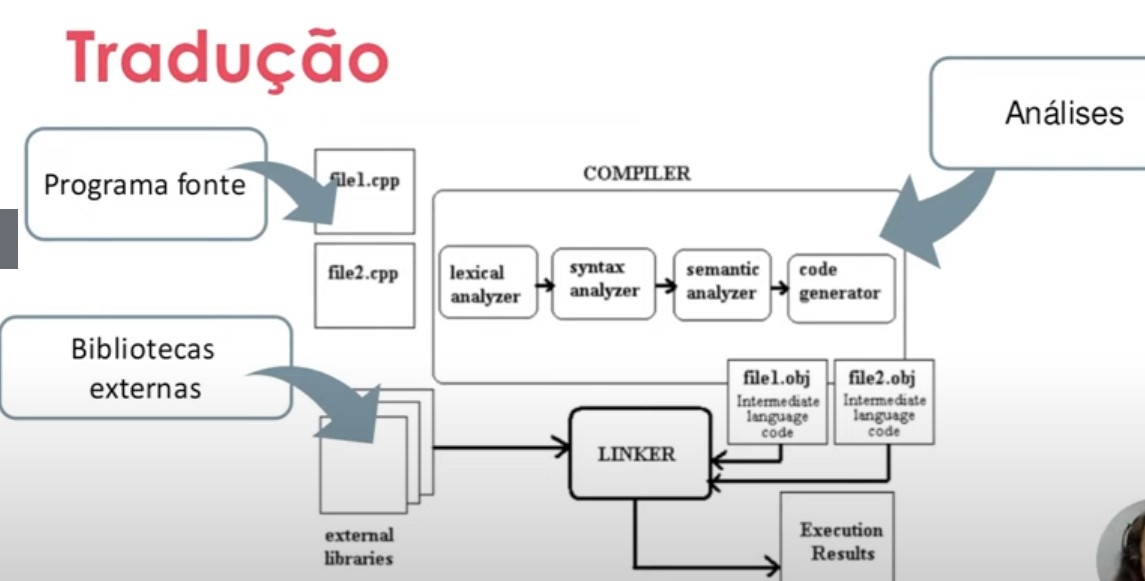 Tradução
Análises
Programa fonte
file1.cpp
COMPILER
file2.cpp
lexical
analyzer
syntax
analyzer
semantic
analyzer
code
generator
Bibliotecas
externas
file1.obj
Intermediate
language
code
file2.obj
Intermediate
language
code
LINKER
external
libraries
Execution
Results